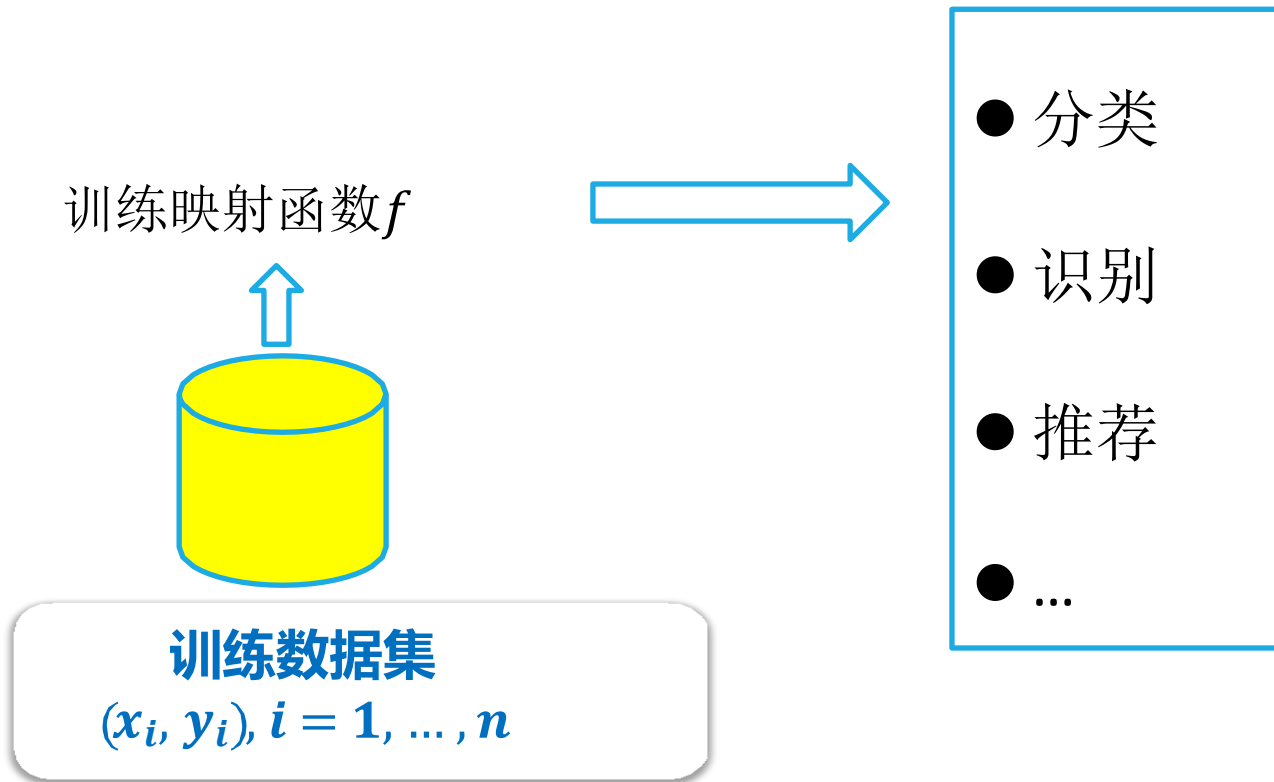 训练映射函数f
训练数据集
(xᵢ, yᵢ), i = 1, … , n
● 分类
● 识别
● 推荐
● …